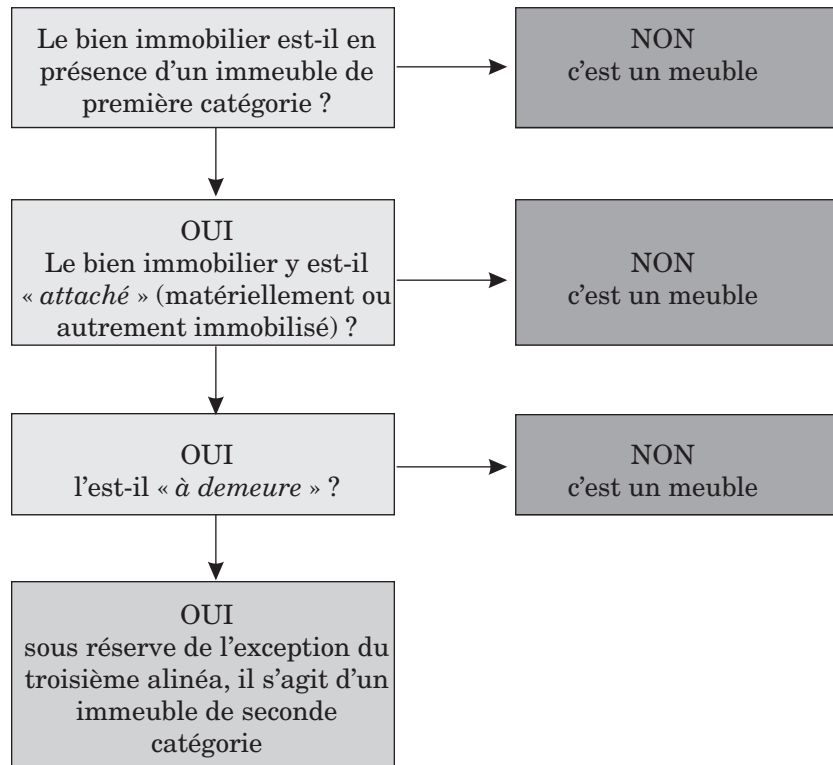 Le bien immobilier est-il en
présence d'un immeuble de
première catégorie ?
NON
c'est un meuble
OUI
Le bien immobilier y est-il
« attaché » (matériellement ou
autrement immobilisé) ?
NON
c'est un meuble
OUI
l'est-il « à demeure » ?
NON
c'est un meuble
OUI
sous réserve de l'exception du
troisième alinéa, il s'agit d'un
immeuble de seconde
catégorie